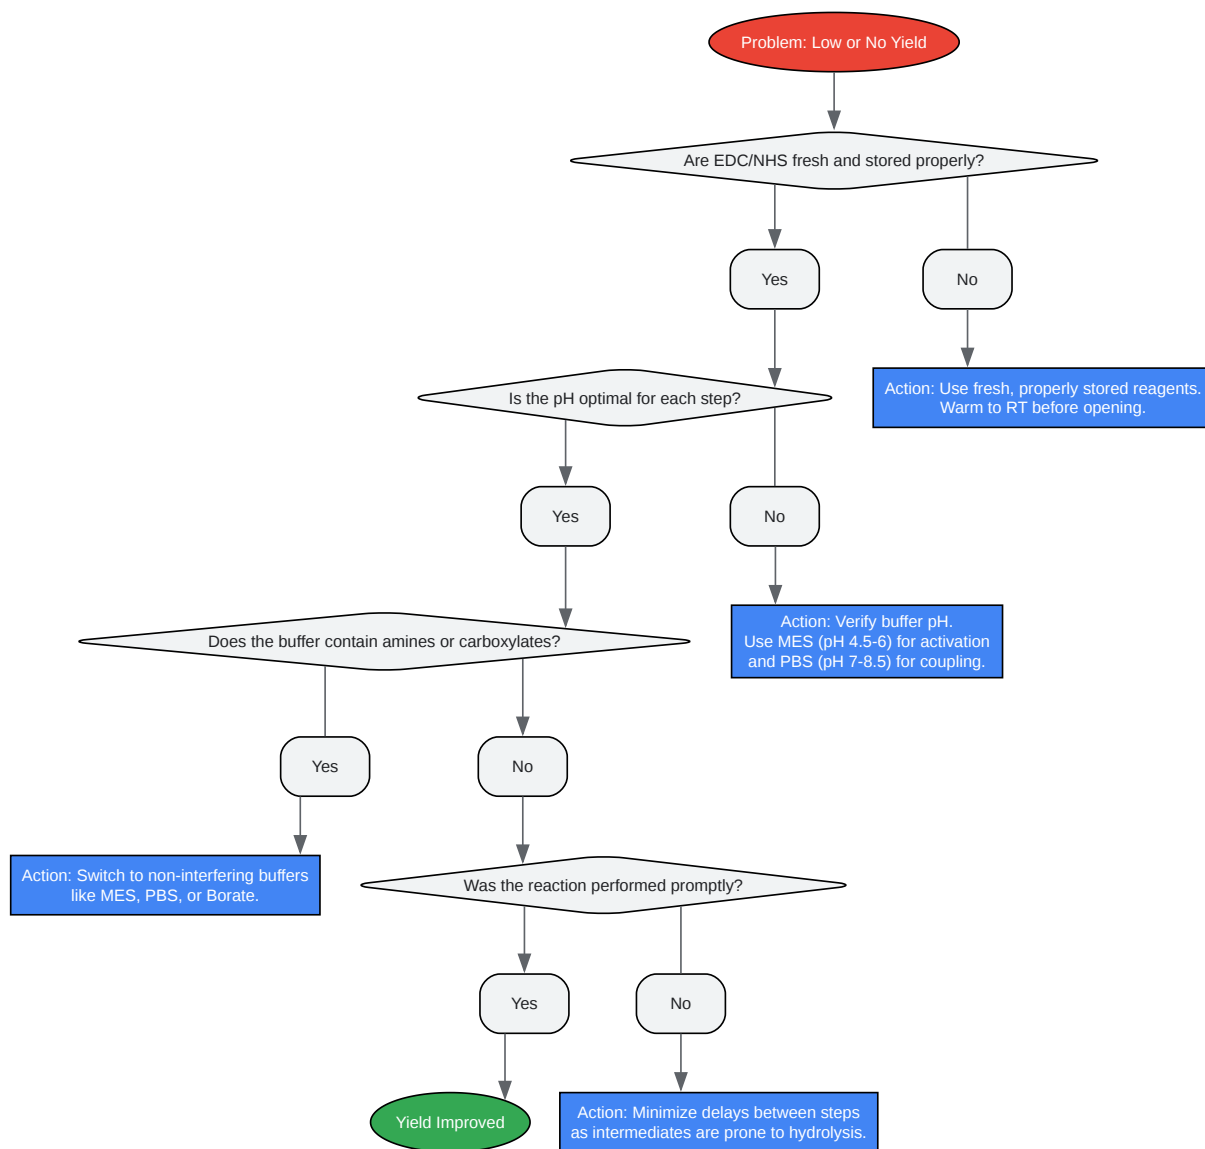 Problem: Low or No Yield
Are EDC/NHS fresh and stored properly?
Yes
No
Action: Use fresh, properly stored reagents.
Warm to RT before opening.
Is the pH optimal for each step?
Yes
No
Action: Verify buffer pH.
Use MES (pH 4.5-6) for activation
and PBS (pH 7-8.5) for coupling.
Does the buffer contain amines or carboxylates?
Yes
No
Action: Switch to non-interfering buffers
like MES, PBS, or Borate.
Was the reaction performed promptly?
Yes
No
Yield Improved
Action: Minimize delays between steps
as intermediates are prone to hydrolysis.